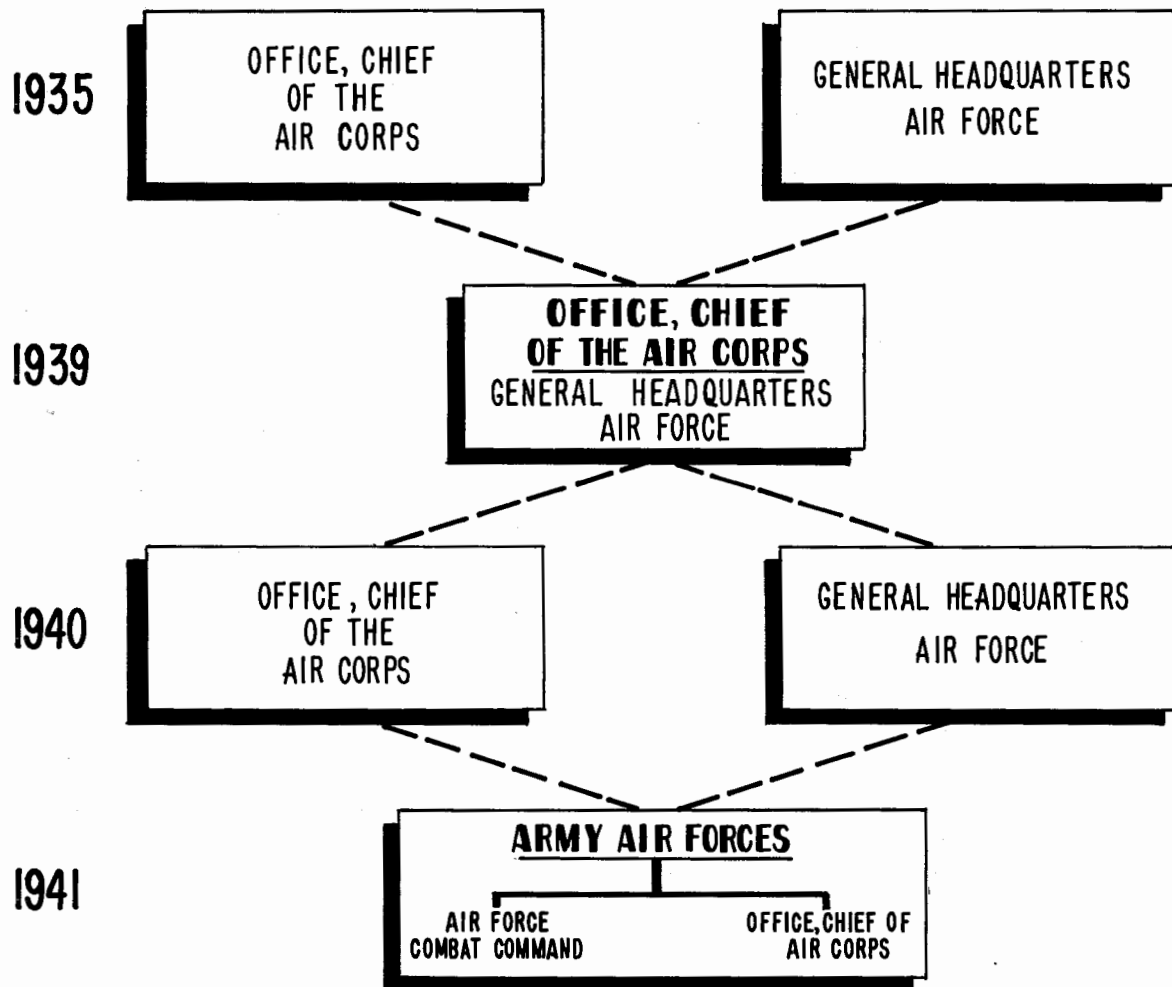 1935
OFFICE, CHIEF
OF THE
AIR CORPS
GENERAL HEADQUARTERS
AIR FORCE
1939
OFFICE, CHIEF
OF THE AIR CORPS
GENERAL HEADQUARTERS
AIR FORCE
1940
OFFICE, CHIEF
OF THE
AIR CORPS
GENERAL HEADQUARTERS
AIR FORCE
1941
ARMY AIR FORCES
AIR FORCE
COMBAT COMMAND
OFFICE, CHIEF OF
AIR CORPS